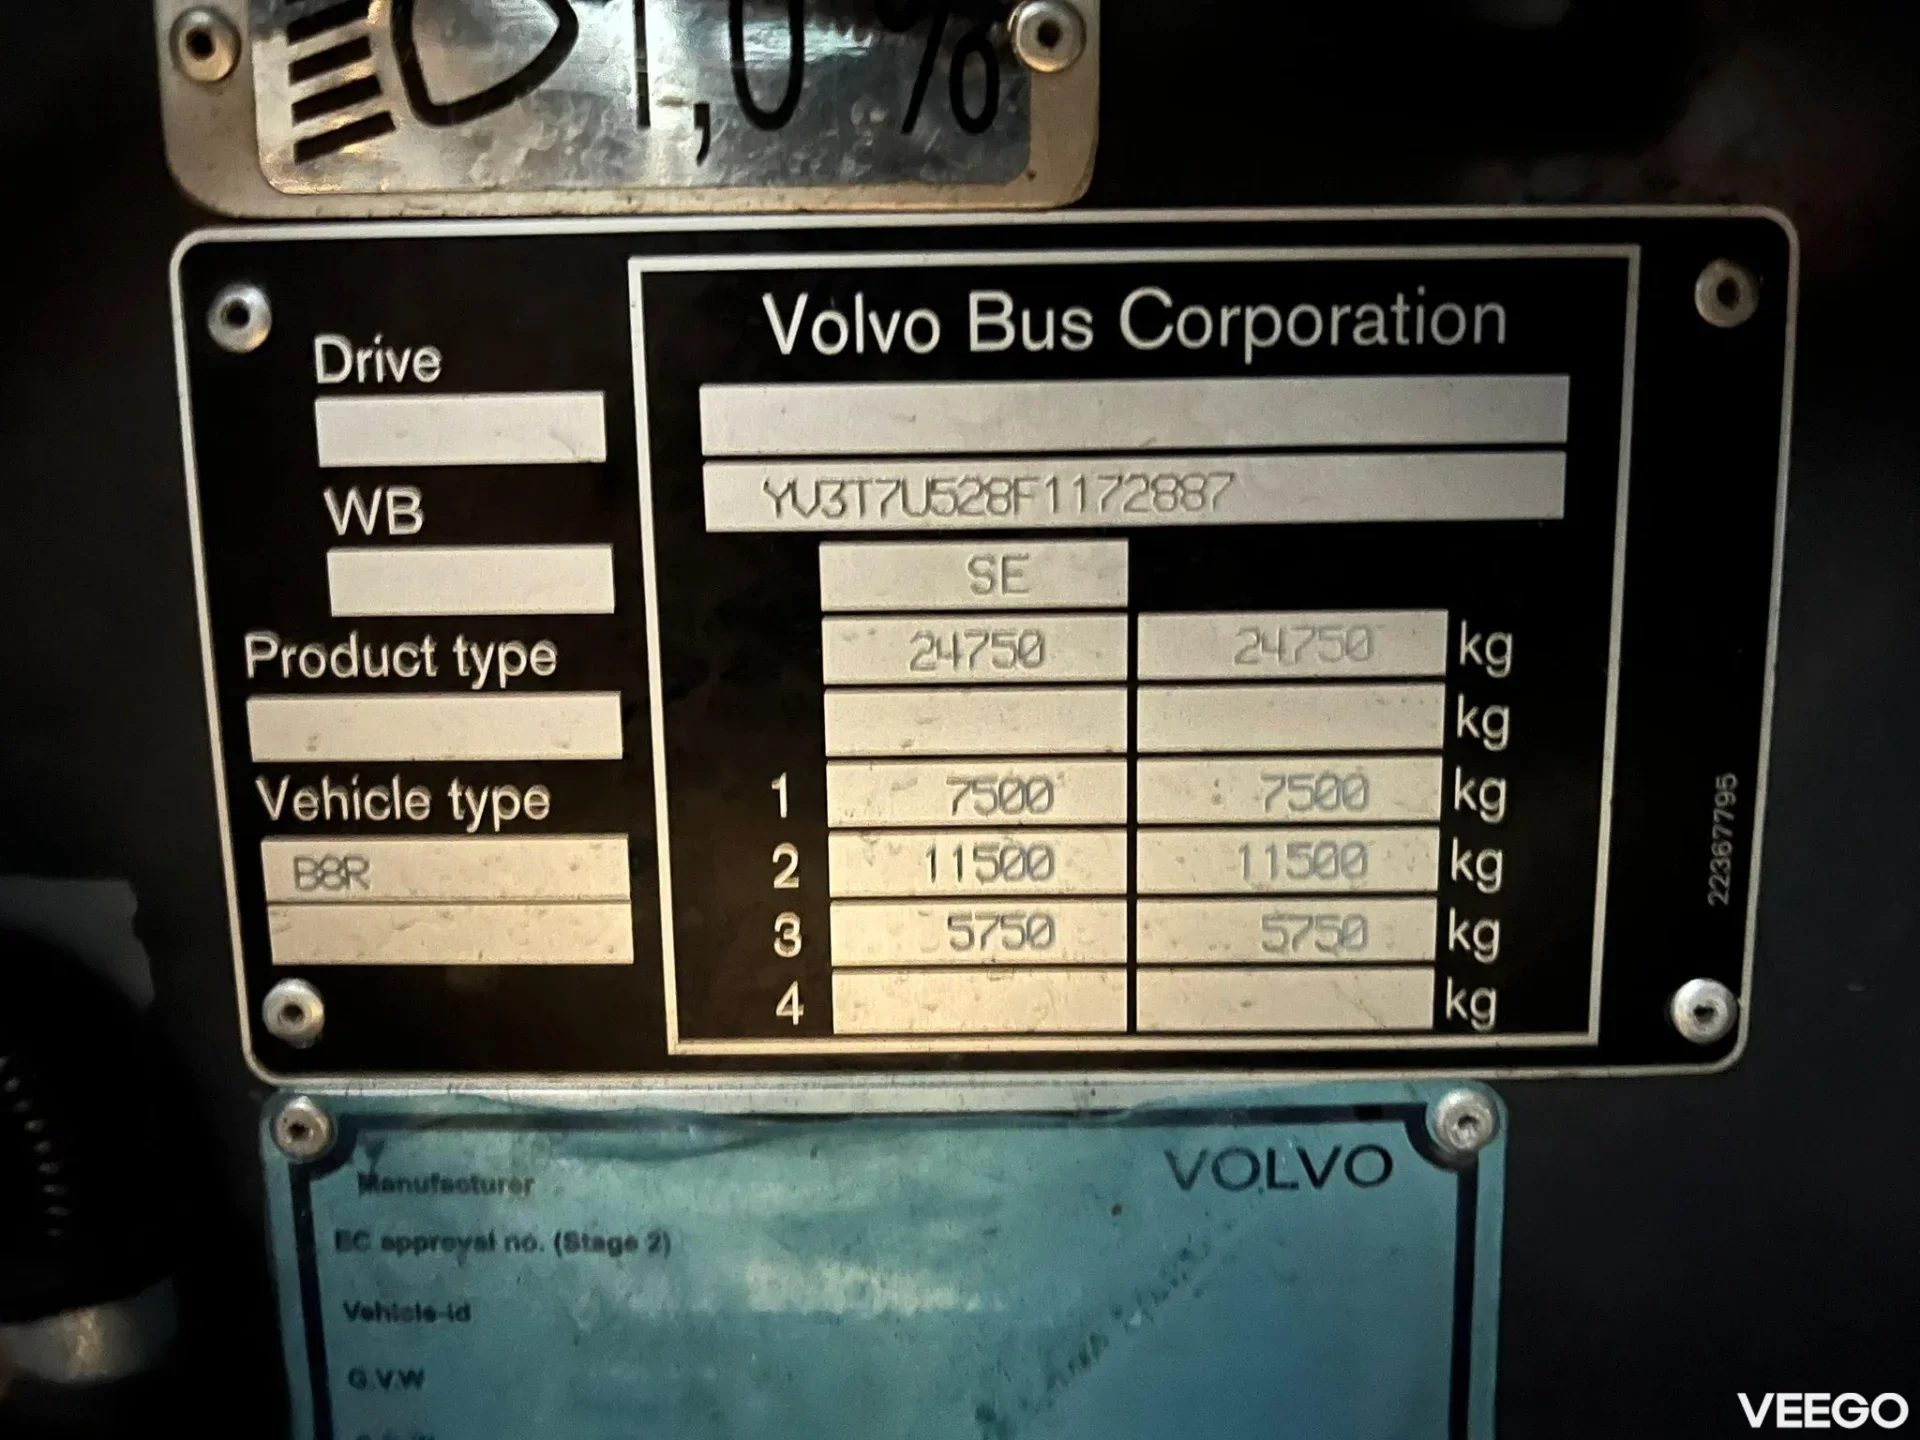 1,0 %
Volvo Bus Corporation
Drive
YV3T7U528F1172887
WB
SE
24750 24750 kg
Product type
kg
Vehicle type
1 7500 7500 kg
B8R
2 11500 11500 kg
3 5750 5750 kg
4 kg
22367795
VOLVO
Manufacturer
EC approval no. (Stage 2)
Vehicle-id
G.V.W
VEEGO